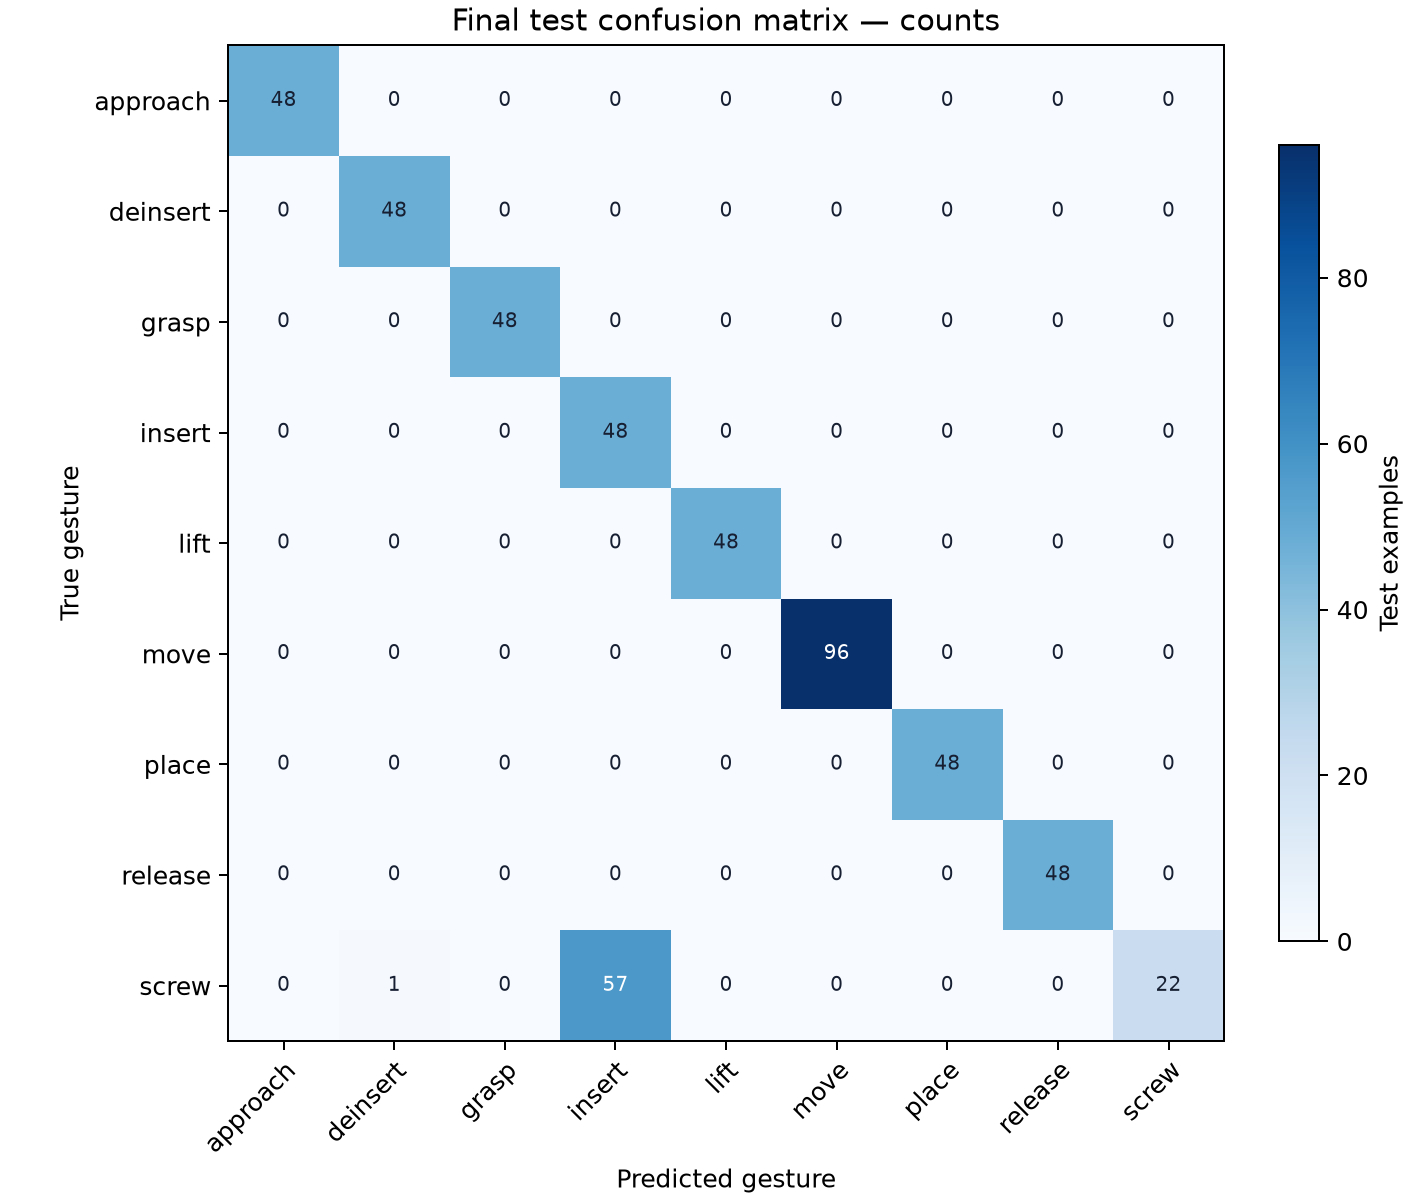 Final test confusion matrix — counts
approach 48 0 0 0 0 0 0 0 0
deinsert 0 48 0 0 0 0 0 0 0
grasp 0 0 48 0 0 0 0 0 0
insert 0 0 0 48 0 0 0 0 0
lift 0 0 0 0 48 0 0 0 0
move 0 0 0 0 0 96 0 0 0
place 0 0 0 0 0 0 48 0 0
release 0 0 0 0 0 0 0 48 0
screw 0 1 0 57 0 0 0 0 22
True gesture
approach deinsert grasp insert lift move place release screw
Predicted gesture
80
60
40
20
0
Test examples